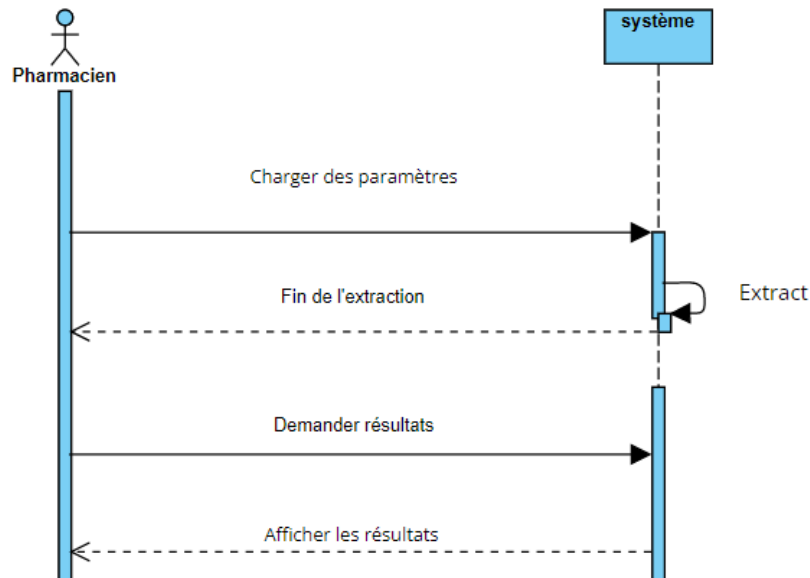 système
Pharmacien
Charger des paramètres
Fin de l'extraction
Extract
Demander résultats
Afficher les résultats